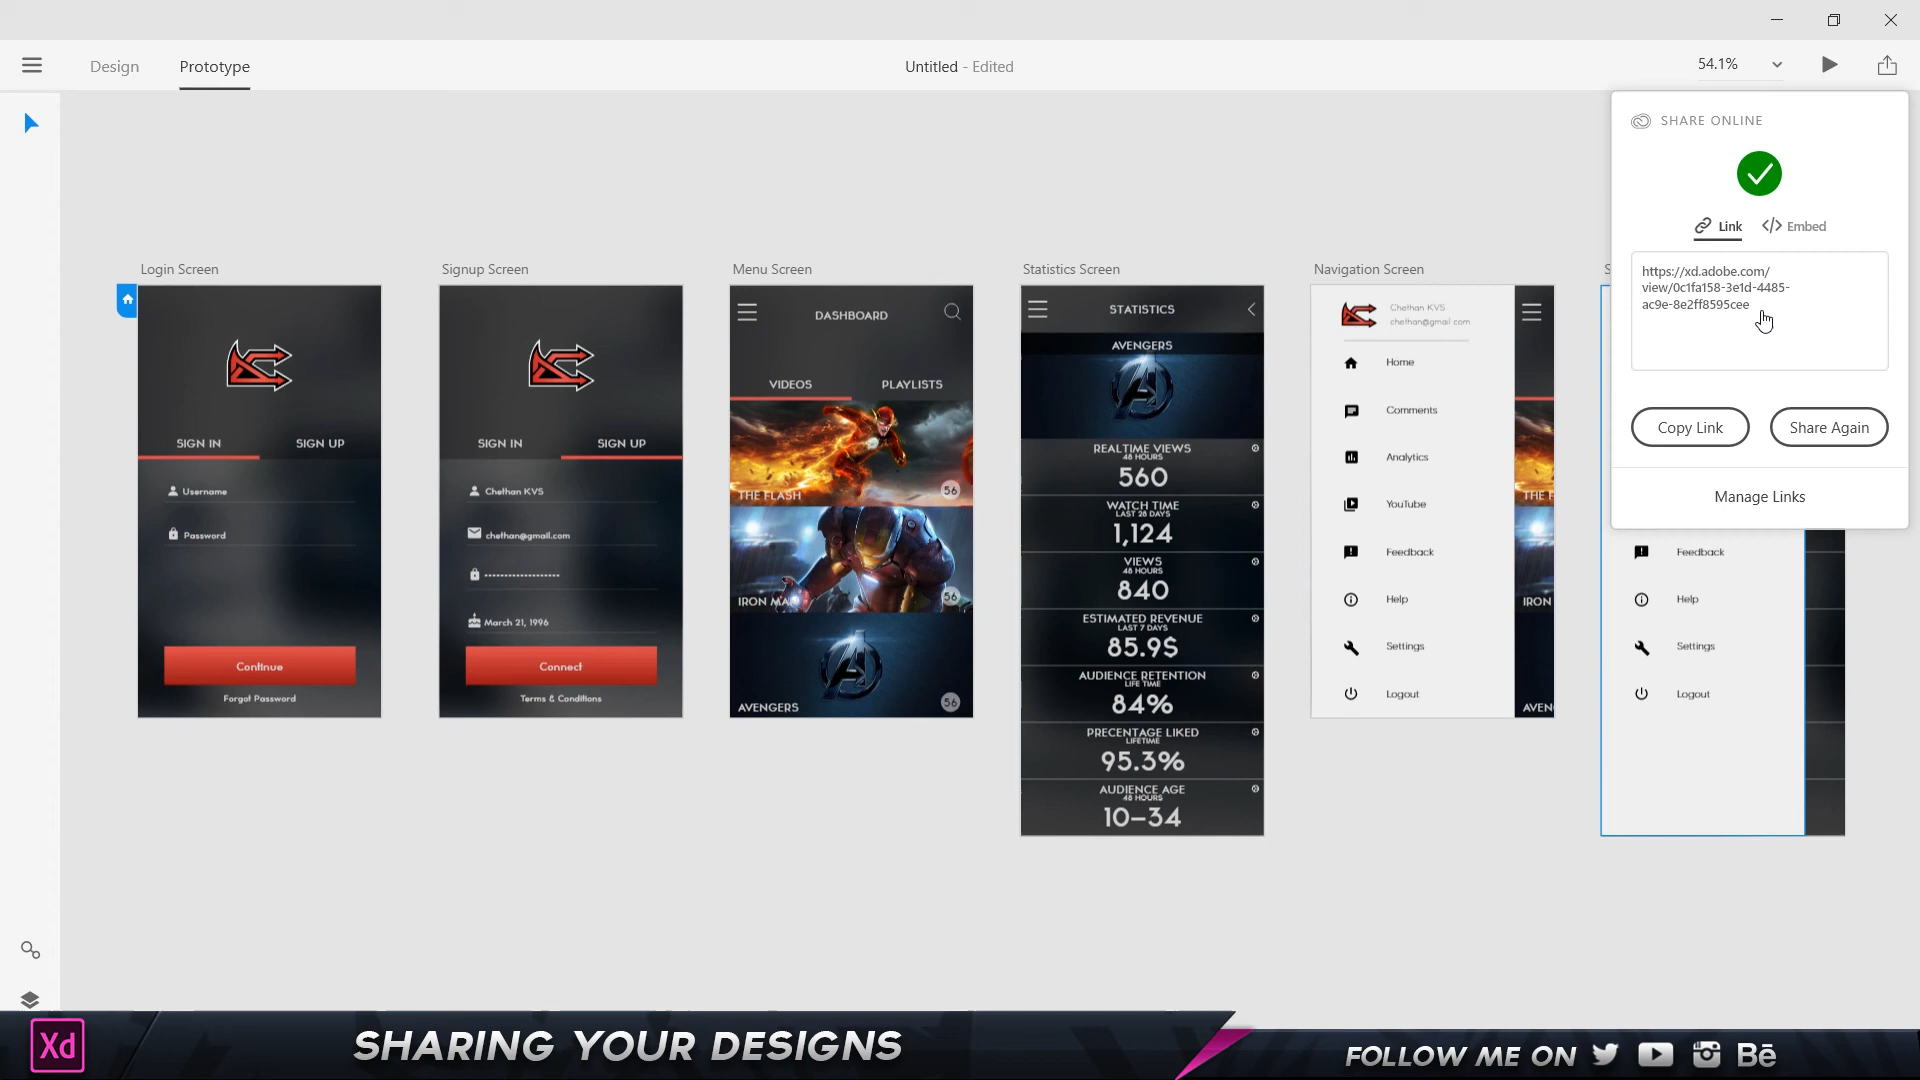 Design
Prototype
Untitled - Edited
54.1%
SHARE ONLINE
Link
Embed
https://xd.adobe.com/
view/0c1fa158-3e1d-4485-
ac9e-8e2ff8595cee
Copy Link
Share Again
Manage Links
Login Screen
SIGN IN
SIGN UP
Username
Password
Continue
Forgot Password
Signup Screen
SIGN IN
SIGN UP
Chethan KVS
chethan@gmail.com
March 21, 1996
Connect
Terms & Conditions
Menu Screen
DASHBOARD
VIDEOS
PLAYLISTS
THE FLASH
56
IRON MAN
56
AVENGERS
56
Statistics Screen
STATISTICS
AVENGERS
REALTIME VIEWS
48 HOURS
560
WATCH TIME
LAST 28 DAYS
1,124
VIEWS
48 HOURS
840
ESTIMATED REVENUE
LAST 7 DAYS
85.9$
AUDIENCE RETENTION
LIFE TIME
84%
PRECENTAGE LIKED
LIFETIME
95.3%
AUDIENCE AGE
48 HOURS
10-34
Navigation Screen
Chethan KVS
chethan@gmail.com
Home
Comments
Analytics
YouTube
Feedback
Help
Settings
Logout
THE F
IRON
AVEN
S
Feedback
Help
Settings
Logout
Xd
SHARING YOUR DESIGNS
FOLLOW ME ON
Bē